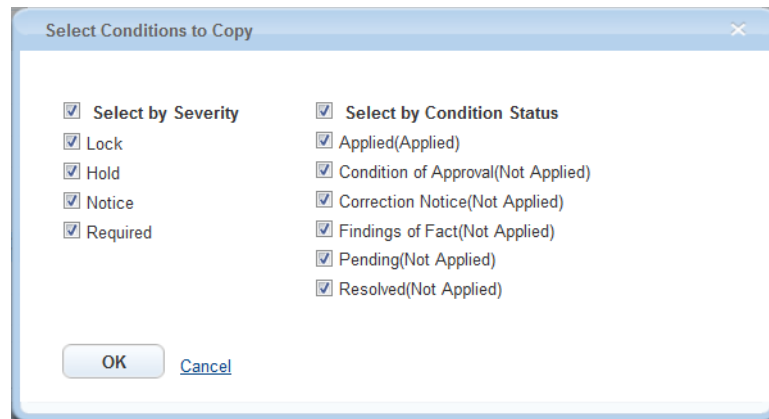 Select Conditions to Copy
Select by Severity
Lock
Hold
Notice
Required
Select by Condition Status
Applied(Applied)
Condition of Approval(Not Applied)
Correction Notice(Not Applied)
Findings of Fact(Not Applied)
Pending(Not Applied)
Resolved(Not Applied)
OK
Cancel